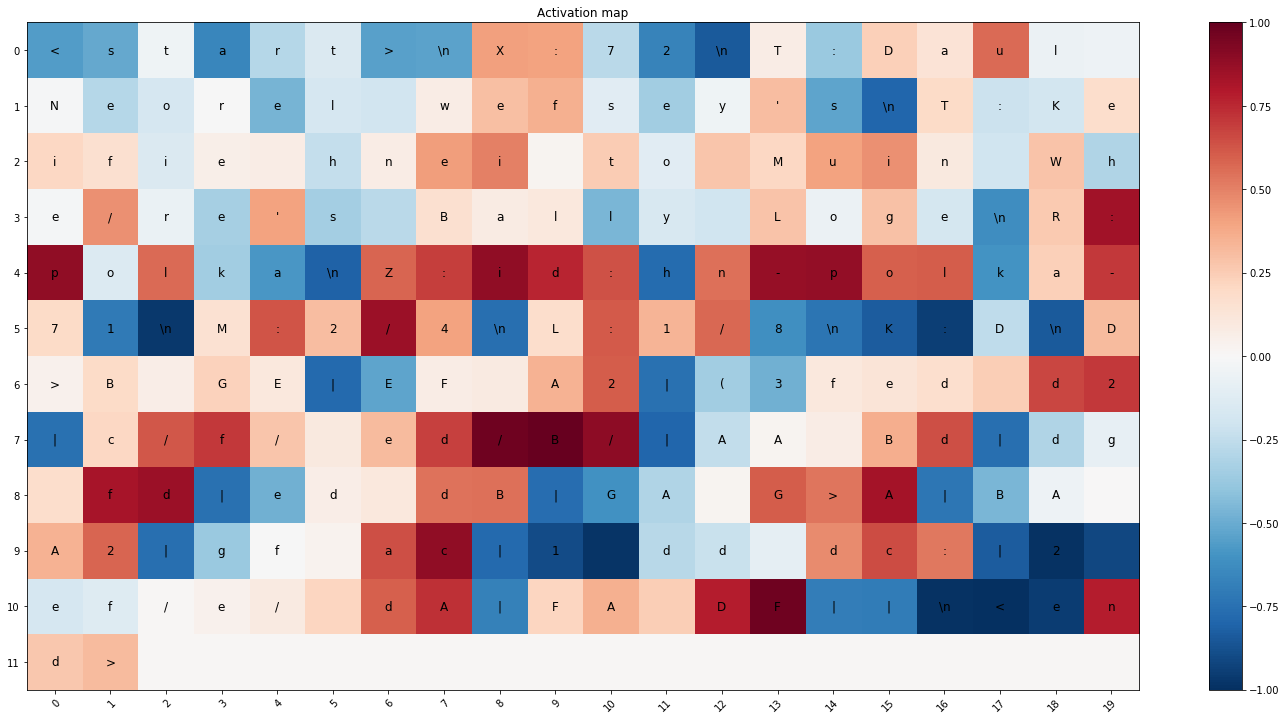 Activation map
0 < s t a r t > \n X : 7 2 \n T : D a u l
1 N e o r e l w e f s e y ' s \n T : K e
2 i f i e h n e i t o M u i n W h
3 e / r e ' s B a l l y L o g e \n R :
4 p o l k a \n Z : i d : h n - p o l k a -
5 7 1 \n M : 2 / 4 \n L : 1 / 8 \n K : D \n D
6 > B G E | E F A 2 | ( 3 f e d d 2
7 | c / f / e d / B / | A A B d | d g
8 f d | e d d B | G A G > A | B A
9 A 2 | g f a c | 1 d d d c : | 2
10 e f / e / d A | F A D F | | \n < e n
11 d >
0 1 2 3 4 5 6 7 8 9 10 11 12 13 14 15 16 17 18 19
1.00
0.75
0.50
0.25
0.00
−0.25
−0.50
−0.75
−1.00